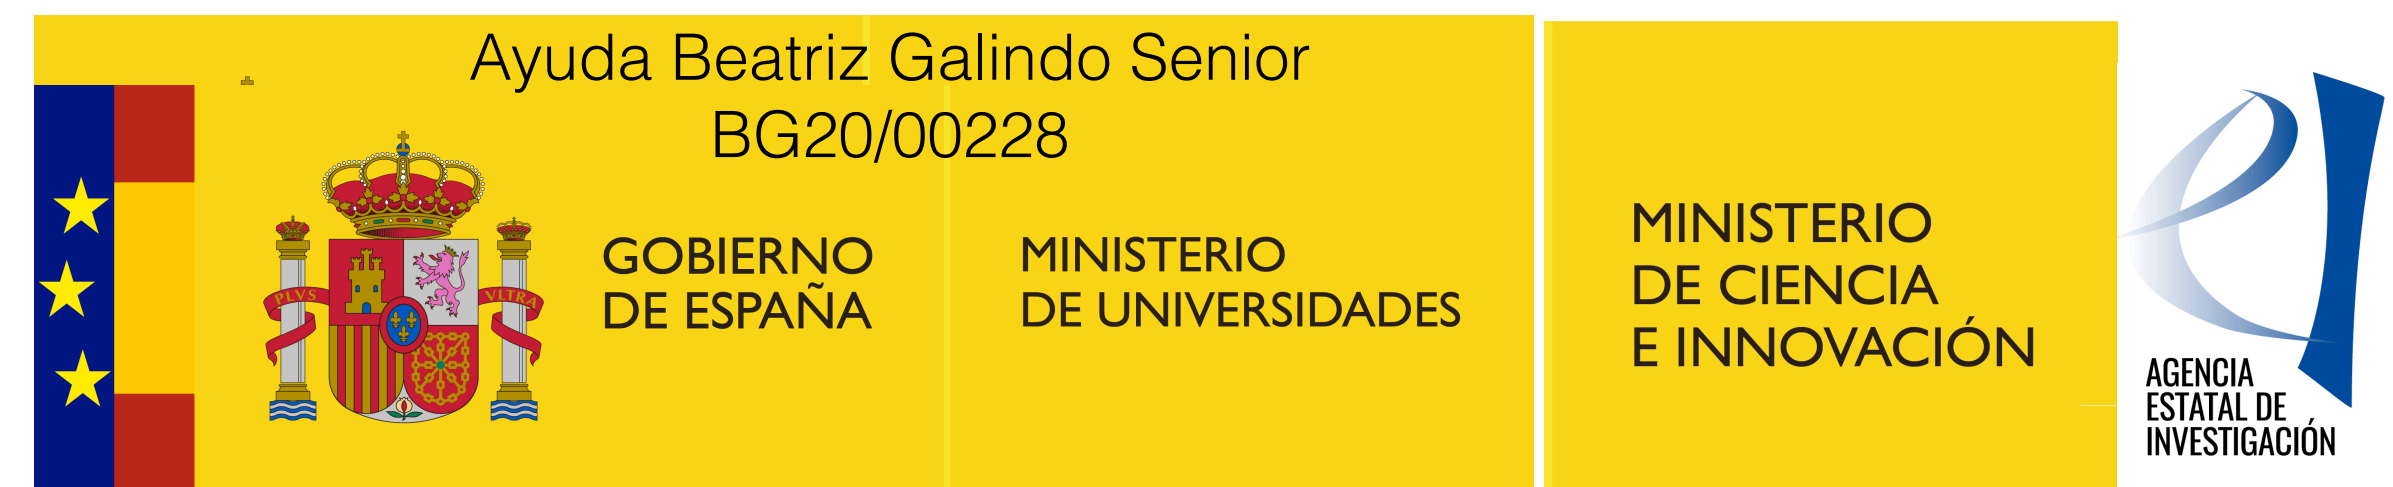 Ayuda Beatriz Galindo Senior
BG20/00228
PLVS VLTRA
GOBIERNO
DE ESPAÑA
MINISTERIO
DE UNIVERSIDADES
MINISTERIO
DE CIENCIA
E INNOVACIÓN
AGENCIA
ESTATAL DE
INVESTIGACIÓN